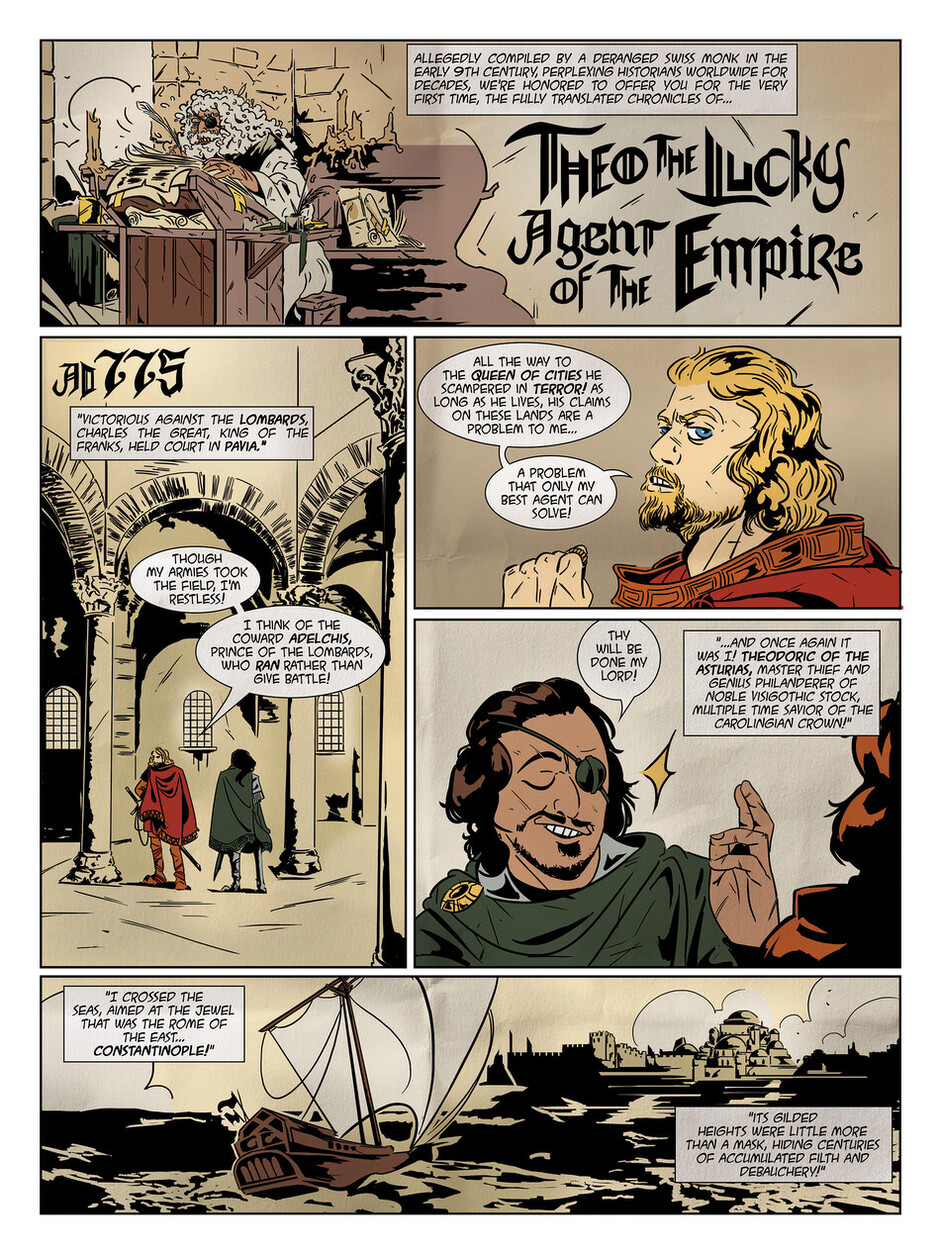 ALLEGEDLY COMPILED BY A DERANGED SWISS MONK IN THE
EARLY 9TH CENTURY, PERPLEXING HISTORIANS WORLDWIDE FOR
DECADES, WE'RE HONORED TO OFFER YOU FOR THE VERY
FIRST TIME, THE FULLY TRANSLATED CHRONICLES OF...
THEO THE LUCKY
Agent
OF THE EMPIRE
AD 775
"VICTORIOUS AGAINST THE LOMBARDS,
CHARLES THE GREAT, KING OF THE
FRANKS, HELD COURT IN PAVIA."
THOUGH
MY ARMIES TOOK
THE FIELD, I'M
RESTLESS!
I THINK OF THE
COWARD ADELCHIS,
PRINCE OF THE LOMBARDS,
WHO RAN RATHER THAN
GIVE BATTLE!
ALL THE WAY TO
THE QUEEN OF CITIES HE
SCAMPERED IN TERROR! AS
LONG AS HE LIVES, HIS CLAIMS
ON THESE LANDS ARE A
PROBLEM TO ME...
A PROBLEM
THAT ONLY MY
BEST AGENT CAN
SOLVE!
THY
WILL BE
DONE MY
LORD!
"...AND ONCE AGAIN IT
WAS I! THEODORIC OF THE
ASTURIAS, MASTER THIEF AND
GENIUS PHILANDERER OF
NOBLE VISIGOTHIC STOCK,
MULTIPLE TIME SAVIOR OF THE
CAROLINGIAN CROWN!"
"I CROSSED THE
SEAS, AIMED AT THE JEWEL
THAT WAS THE ROME OF
THE EAST...
CONSTANTINOPLE!"
"ITS GILDED
HEIGHTS WERE LITTLE MORE
THAN A MASK, HIDING CENTURIES
OF ACCUMULATED FILTH AND
DEBAUCHERY!"